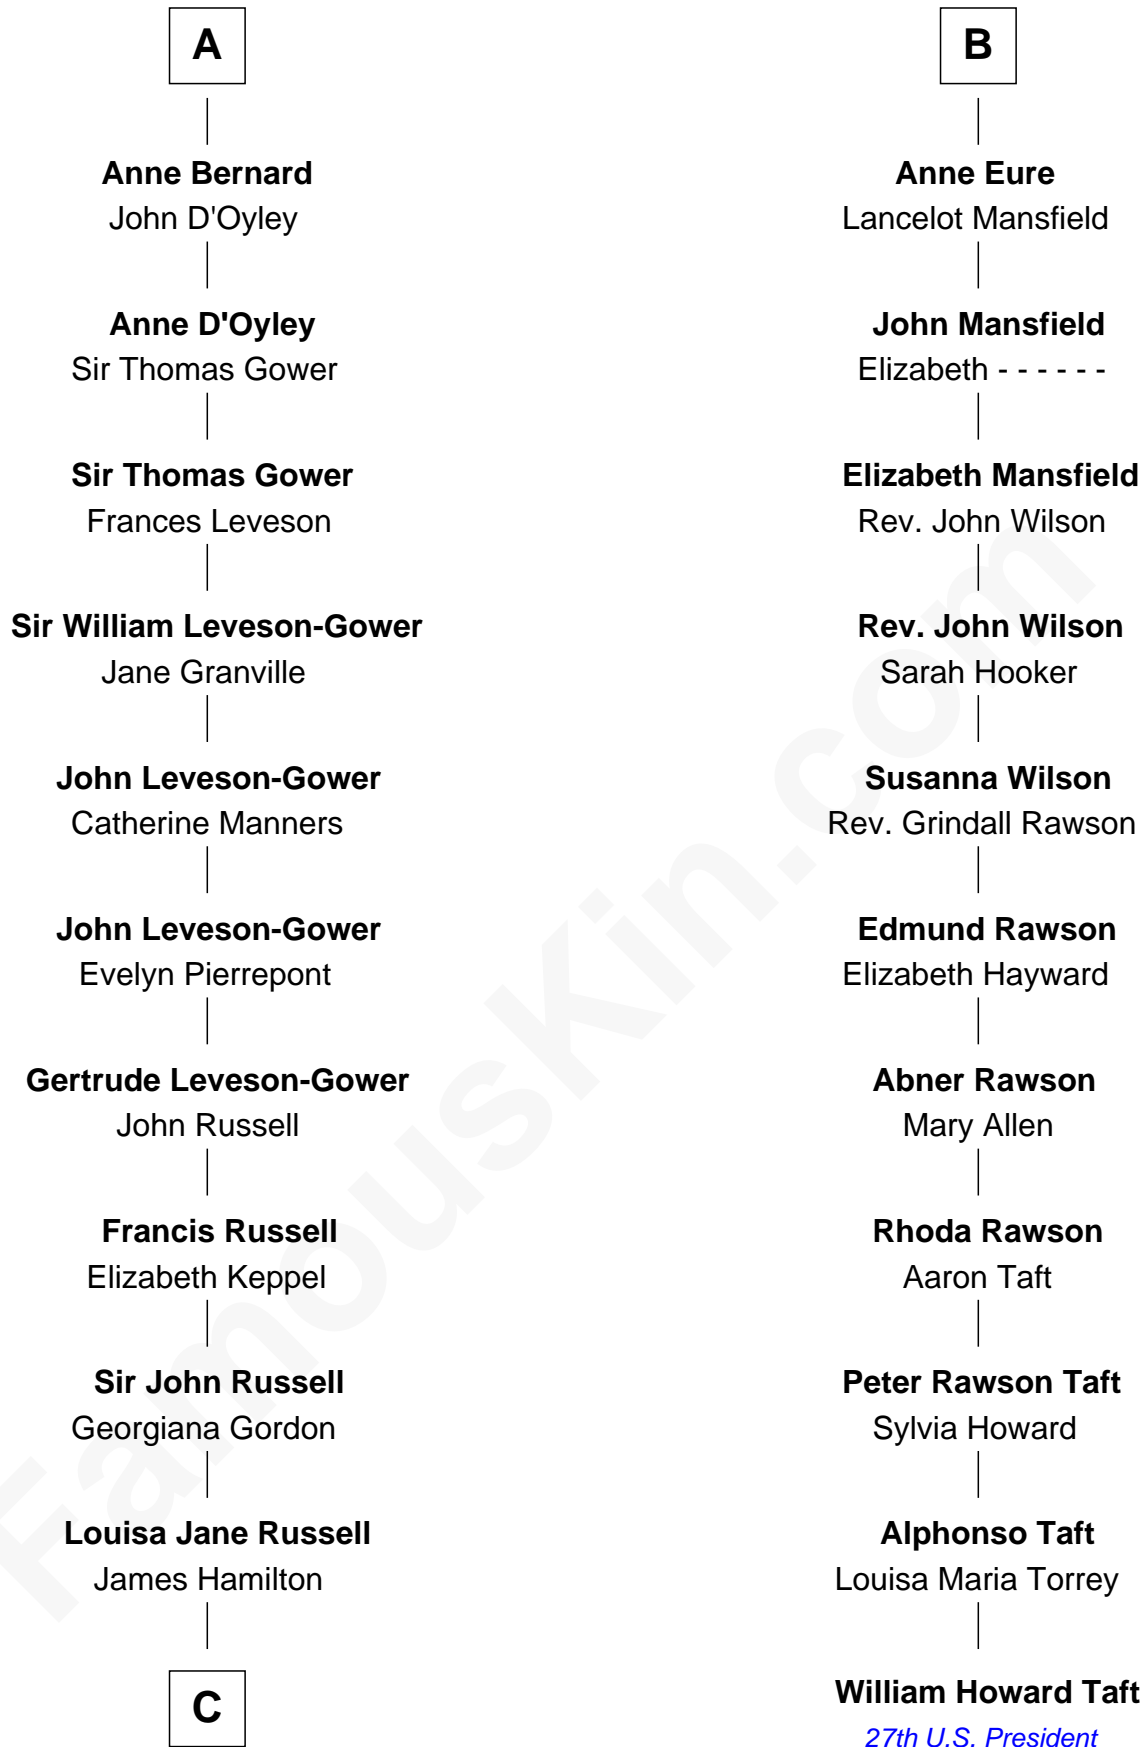 A
Anne Bernard
John D'Oyley
Anne D'Oyley
Sir Thomas Gower
Sir Thomas Gower
Frances Leveson
Sir William Leveson-Gower
Jane Granville
John Leveson-Gower
Catherine Manners
John Leveson-Gower
Evelyn Pierrepont
Gertrude Leveson-Gower
John Russell
Francis Russell
Elizabeth Keppel
Sir John Russell
Georgiana Gordon
Louisa Jane Russell
James Hamilton
C
B
Anne Eure
Lancelot Mansfield
John Mansfield
Elizabeth - - - - - -
Elizabeth Mansfield
Rev. John Wilson
Rev. John Wilson
Sarah Hooker
Susanna Wilson
Rev. Grindall Rawson
Edmund Rawson
Elizabeth Hayward
Abner Rawson
Mary Allen
Rhoda Rawson
Aaron Taft
Peter Rawson Taft
Sylvia Howard
Alphonso Taft
Louisa Maria Torrey
William Howard Taft
27th U.S. President
FamousKin.com